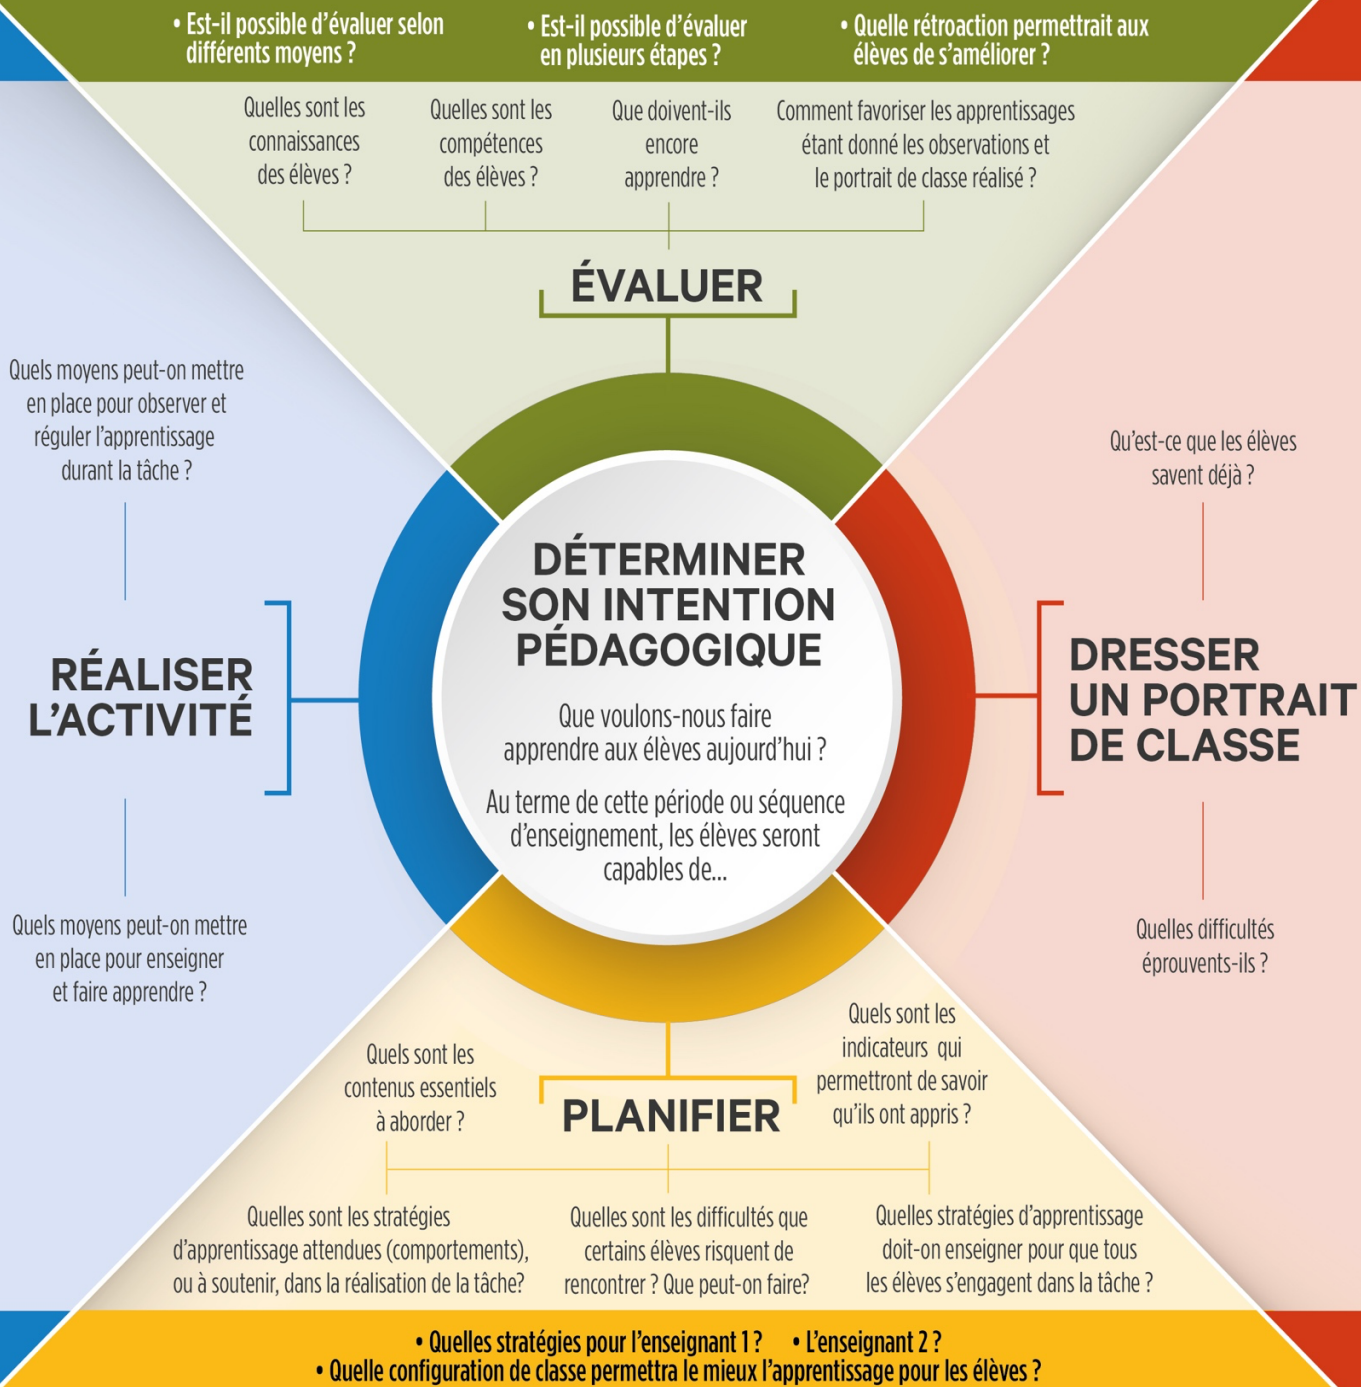 • Est-il possible d'évaluer selon
différents moyens ?
• Est-il possible d'évaluer
en plusieurs étapes ?
• Quelle rétroaction permettrait aux
élèves de s'améliorer ?
Quelles sont les
connaissances
des élèves ?
Quelles sont les
compétences
des élèves ?
Que doivent-ils
encore
apprendre ?
Comment favoriser les apprentissages
étant donné les observations et
le portrait de classe réalisé ?
ÉVALUER
Quels moyens peut-on mettre
en place pour observer et
réguler l'apprentissage
durant la tâche ?
RÉALISER
L'ACTIVITÉ
Quels moyens peut-on mettre
en place pour enseigner
et faire apprendre ?
DÉTERMINER
SON INTENTION
PÉDAGOGIQUE
Que voulons-nous faire
apprendre aux élèves aujourd'hui ?
Au terme de cette période ou séquence
d'enseignement, les élèves seront
capables de...
Qu'est-ce que les élèves
savent déjà ?
DRESSER
UN PORTRAIT
DE CLASSE
Quelles difficultés
éprouvents-ils ?
Quels sont les
contenus essentiels
à aborder ?
PLANIFIER
Quels sont les
indicateurs qui
permettront de savoir
qu'ils ont appris ?
Quelles sont les stratégies
d'apprentissage attendues (comportements),
ou à soutenir, dans la réalisation de la tâche?
Quelles sont les difficultés que
certains élèves risquent de
rencontrer ? Que peut-on faire?
Quelles stratégies d'apprentissage
doit-on enseigner pour que tous
les élèves s'engagent dans la tâche ?
• Quelles stratégies pour l'enseignant 1 ? • L'enseignant 2 ?
• Quelle configuration de classe permettra le mieux l'apprentissage pour les élèves ?